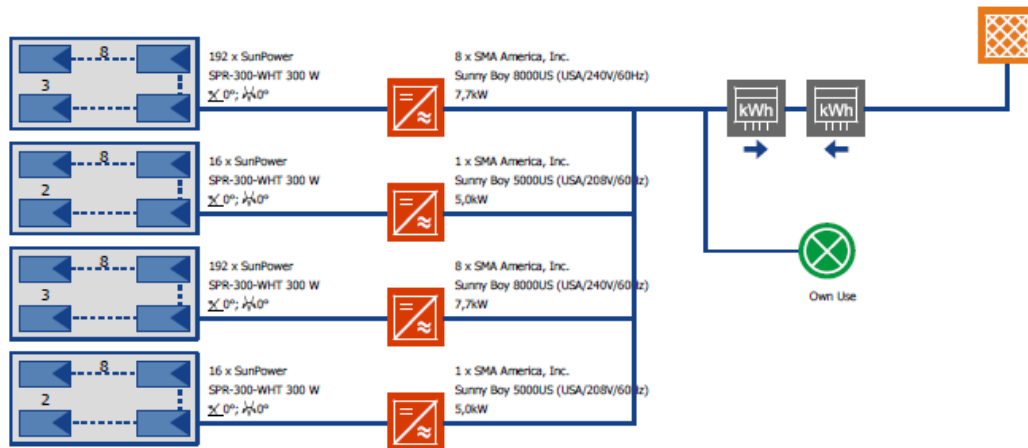 8
3
192 x SunPower
SPR-300-WHT 300 W
0°; 0°
8 x SMA America, Inc.
Sunny Boy 8000US (USA/240V/60Hz)
7,7kW
kWh
kWh
8
2
16 x SunPower
SPR-300-WHT 300 W
0°; 0°
1 x SMA America, Inc.
Sunny Boy 5000US (USA/208V/60Hz)
5,0kW
8
3
192 x SunPower
SPR-300-WHT 300 W
0°; 0°
8 x SMA America, Inc.
Sunny Boy 8000US (USA/240V/60Hz)
7,7kW
Own Use
8
2
16 x SunPower
SPR-300-WHT 300 W
0°; 0°
1 x SMA America, Inc.
Sunny Boy 5000US (USA/208V/60Hz)
5,0kW